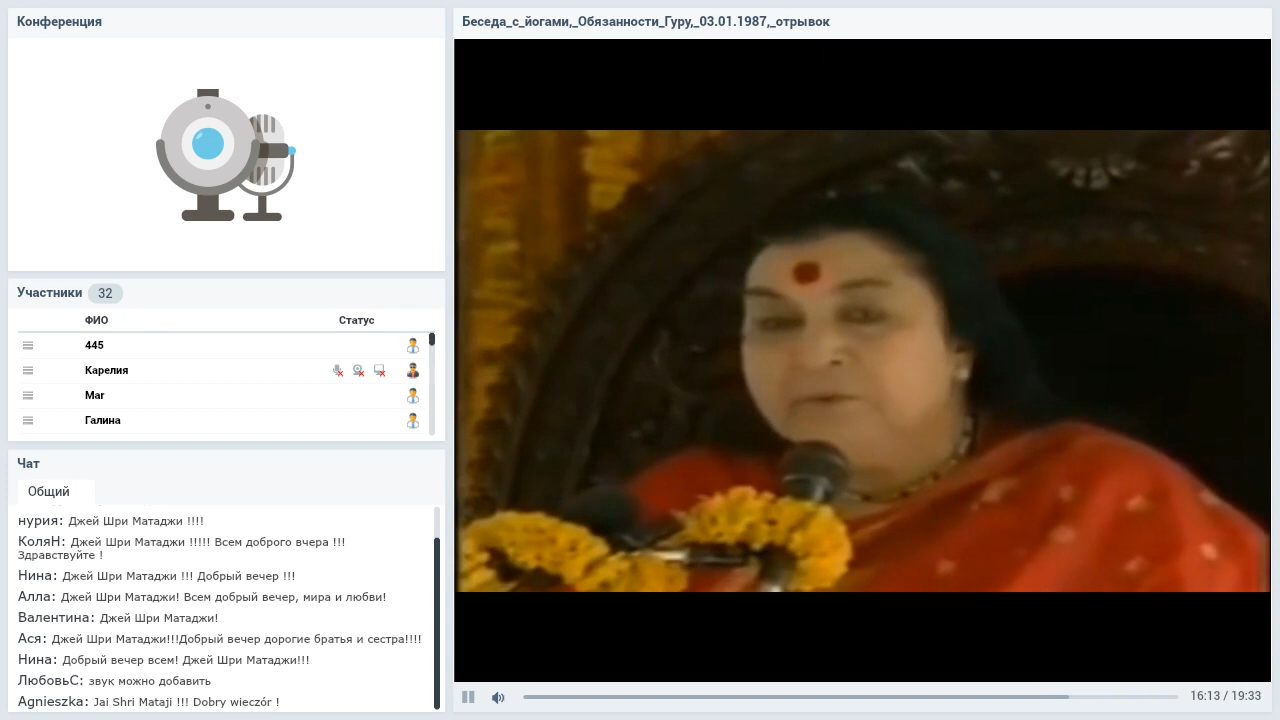 Конференция
Беседа_с_йогами,_Обязанности_Гуру,_03.01.1987,_отрывок
Участники 32
ФИО Статус
445
Карелия
Mar
Галина
Чат
Общий
нурия: Джей Шри Матаджи !!!!
КоляН: Джей Шри Матаджи !!!!! Всем доброго вчера !!!
Здравствуйте !
Нина: Джей Шри Матаджи !!! Добрый вечер !!!
Алла: Джей Шри Матаджи! Всем добрый вечер, мира и любви!
Валентина: Джей Шри Матаджи!
Ася: Джей Шри Матаджи!!!Добрый вечер дорогие братья и сестра!!!!
Нина: Добрый вечер всем! Джей Шри Матаджи!!!
ЛюбовьС: звук можно добавить
Agnieszka: Jai Shri Mataji !!! Dobry wieczór !
16:13 / 19:33